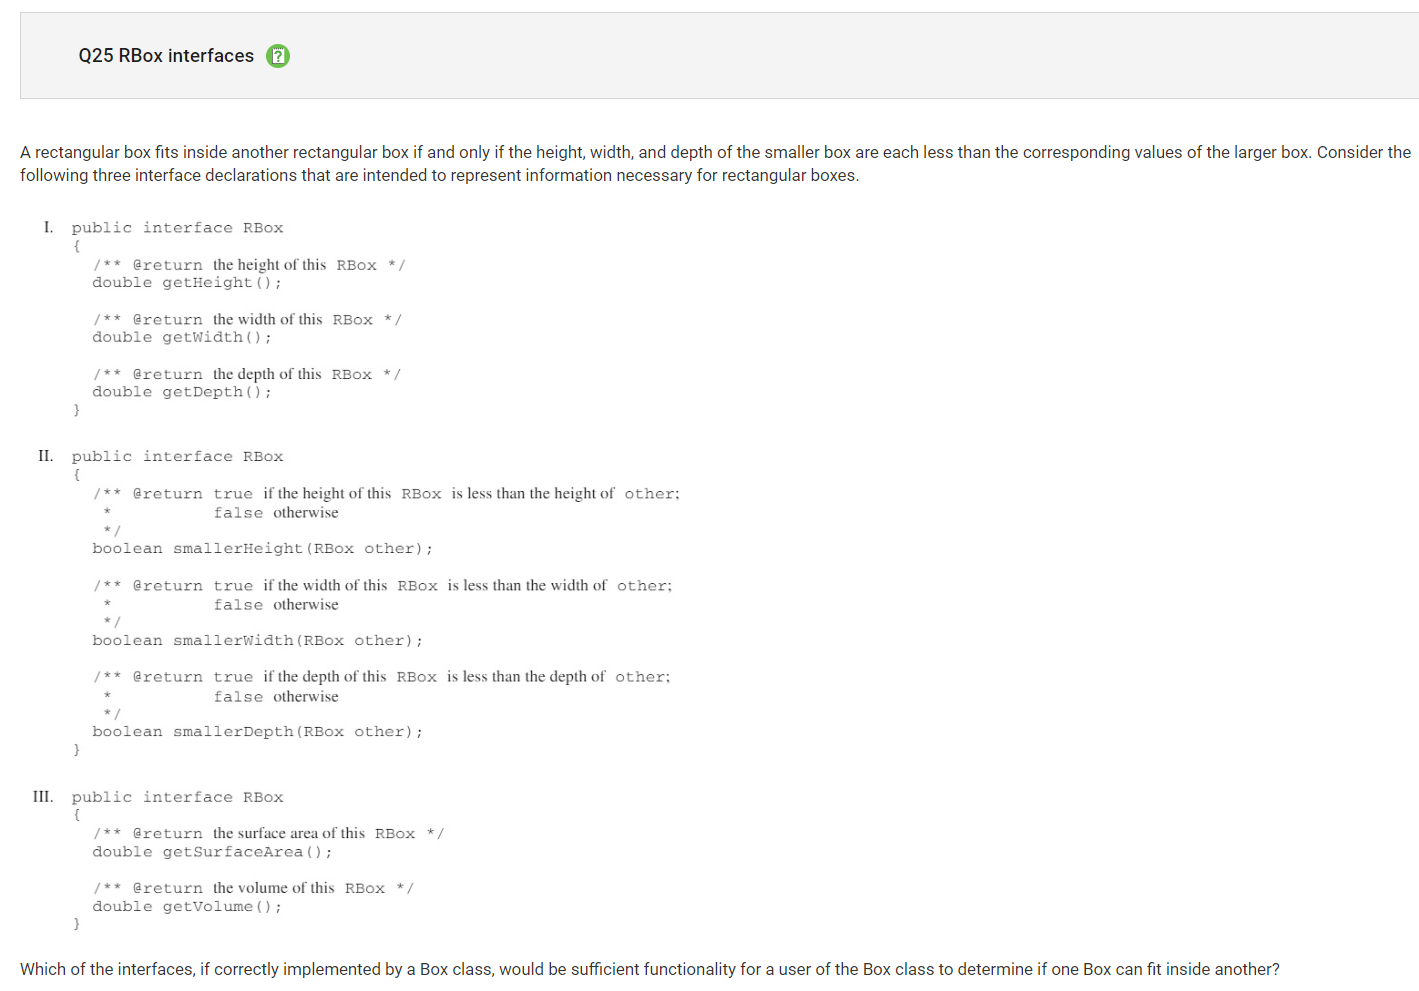 Q25 RBox interfaces
A rectangular box fits inside another rectangular box if and only if the height, width, and depth of the smaller box are each less than the corresponding values of the larger box. Consider the
following three interface declarations that are intended to represent information necessary for rectangular boxes.
I. public interface RBox
{
/** @return the height of this RBox */
double getHeight();
/** @return the width of this RBox */
double getWidth();
/** @return the depth of this RBox */
double getDepth();
}
II. public interface RBox
{
/** @return true if the height of this RBox is less than the height of other;
* false otherwise
*/
boolean smallerHeight(RBox other);
/** @return true if the width of this RBox is less than the width of other;
* false otherwise
*/
boolean smallerWidth(RBox other);
/** @return true if the depth of this RBox is less than the depth of other;
* false otherwise
*/
boolean smallerDepth(RBox other);
}
III. public interface RBox
{
/** @return the surface area of this RBox */
double getSurfaceArea();
/** @return the volume of this RBox */
double getVolume();
}
Which of the interfaces, if correctly implemented by a Box class, would be sufficient functionality for a user of the Box class to determine if one Box can fit inside another?